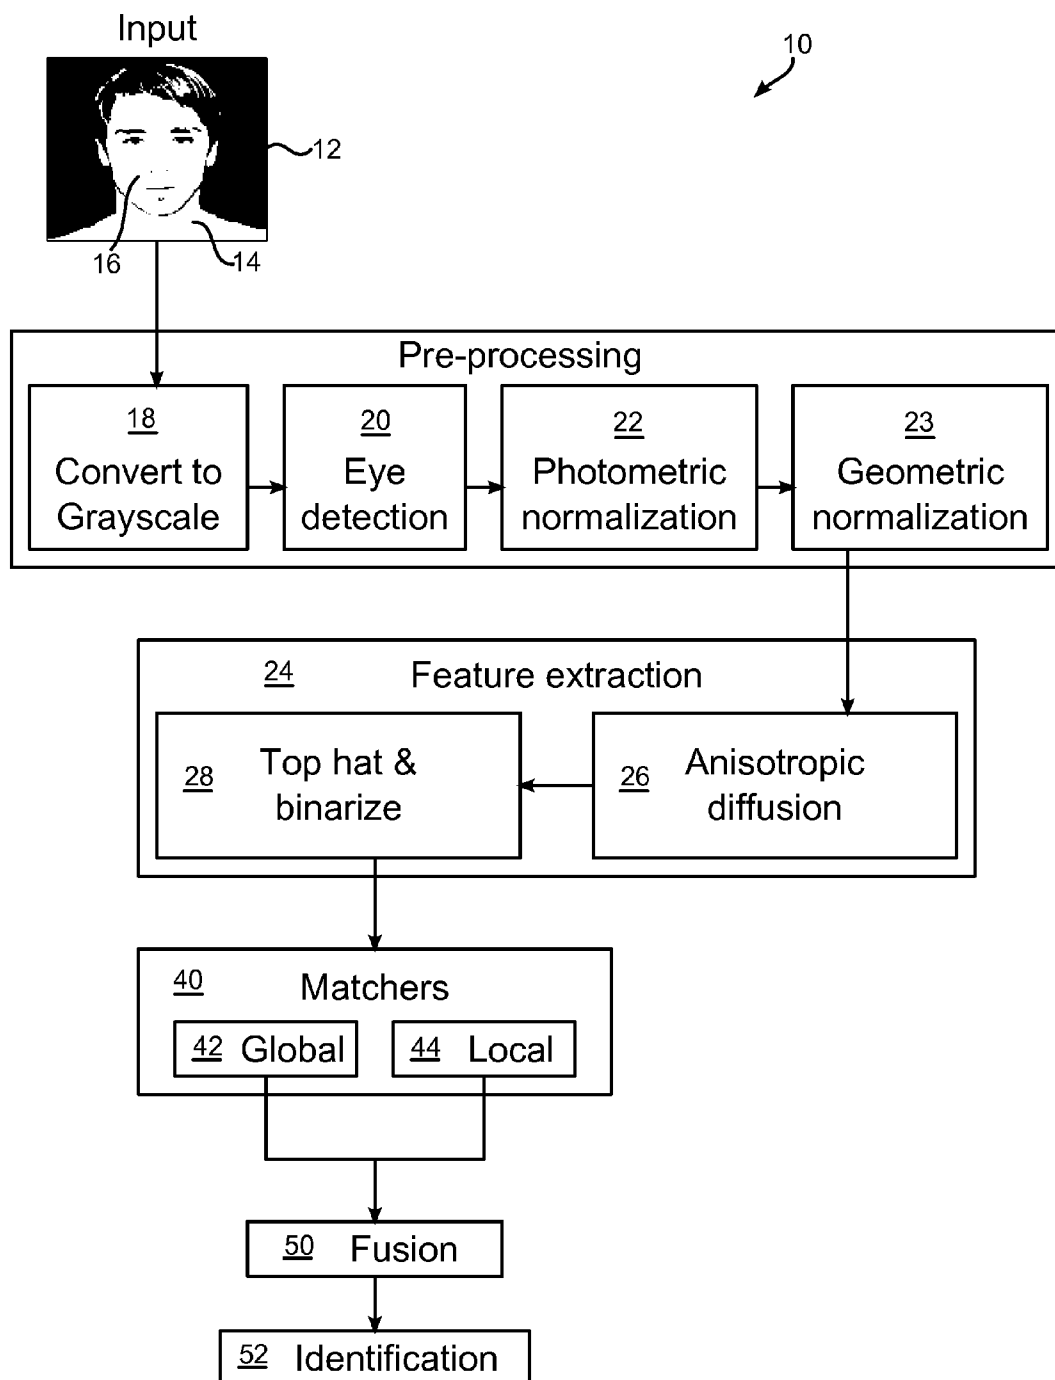 Input
10
12
16
14
Pre-processing
18
Convert to
Grayscale
20
Eye
detection
22
Photometric
normalization
23
Geometric
normalization
24 Feature extraction
28 Top hat &
binarize
26 Anisotropic
diffusion
40 Matchers
42 Global
44 Local
50 Fusion
52 Identification